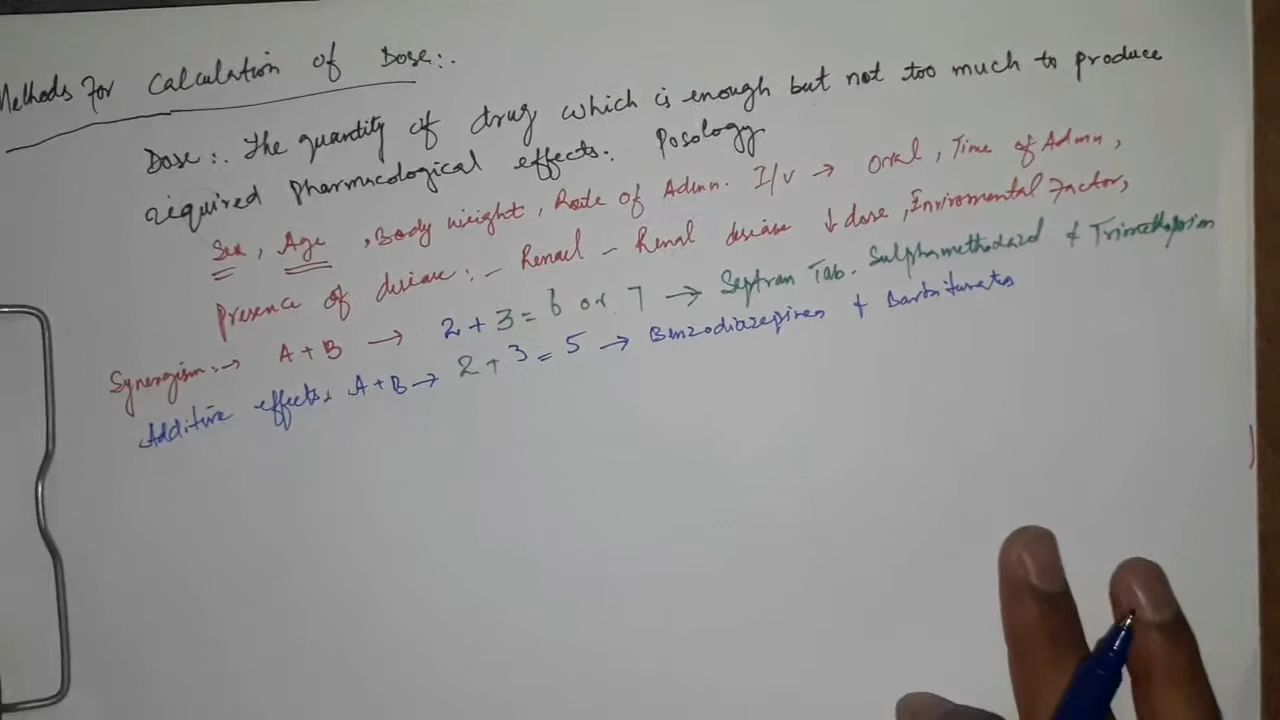 Methods For Calculation of Dose:.
Dose:. The quantity of drug which is enough but not too much to produce
required Pharmacological effects. Posology
Sex, Age, Body weight, Route of Admn. I/V → Oral, Time of Admn,
Presence of disease:- Renael - Renal disease ↓ dose, Enviromental Factor,
Synergism:→ A+B → 2+3=6 or 7 → Septran Tab. Sulphamethoxazol & Trimethoprim
Additive effects, A+B → 2+3=5 → Benzodiazepines & Barbiturates